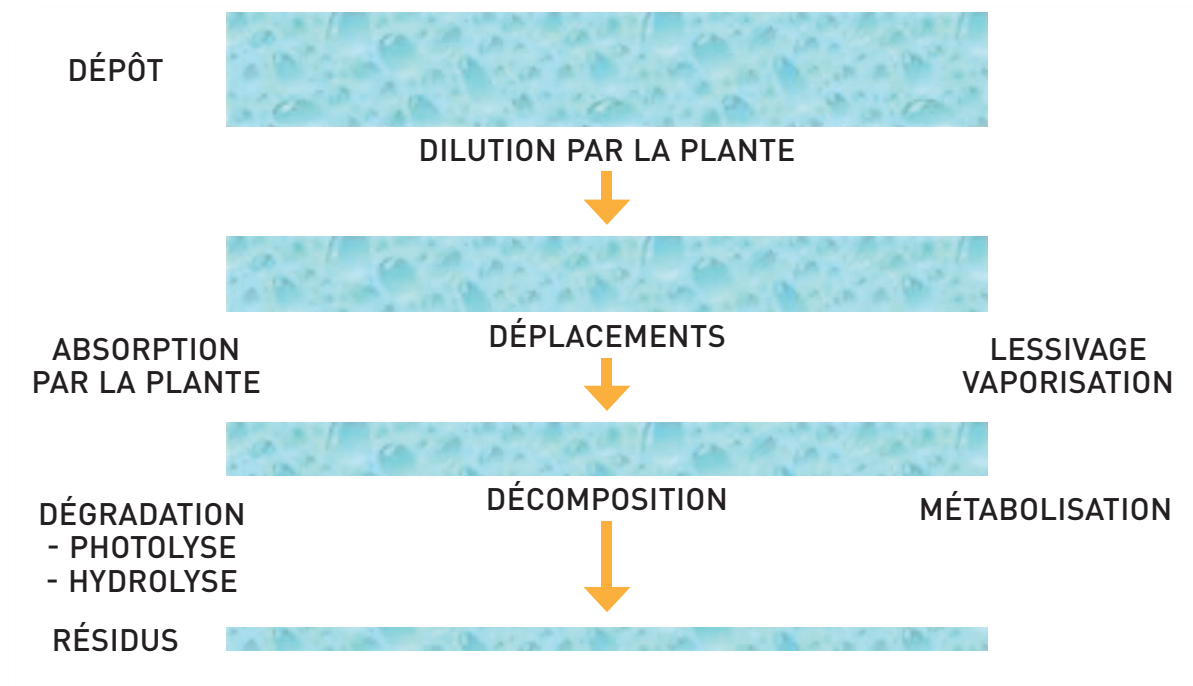 DÉPÔT
DILUTION PAR LA PLANTE
DÉPLACEMENTS
ABSORPTION
PAR LA PLANTE
LESSIVAGE
VAPORISATION
DÉCOMPOSITION
DÉGRADATION
- PHOTOLYSE
- HYDROLYSE
MÉTABOLISATION
RÉSIDUS